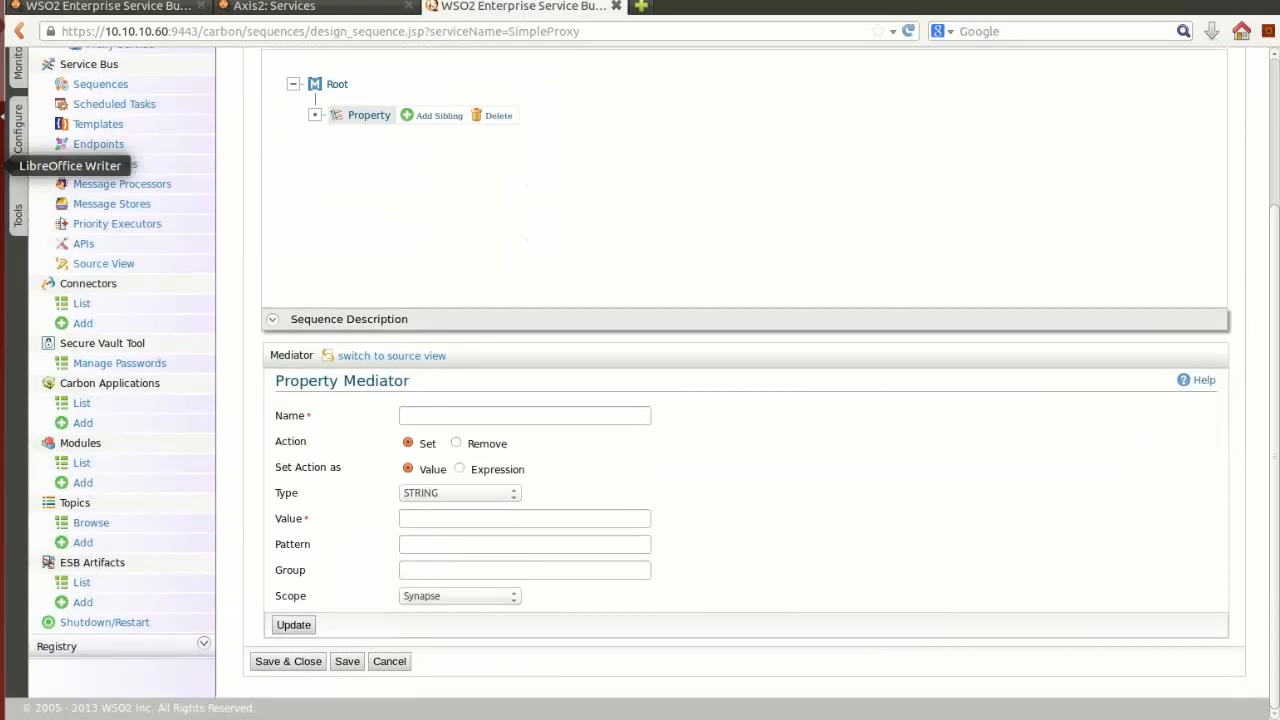 WSO2 Enterprise Service Bu...
Axis2: Services
WSO2 Enterprise Service Bu...
https://10.10.10.60:9443/carbon/sequences/design_sequence.jsp?serviceName=SimpleProxy
Google
Configure
Tools
Service Bus
Sequences
Scheduled Tasks
Templates
Endpoints
LibreOffice Writer
Message Processors
Message Stores
Priority Executors
APIs
Source View
Connectors
List
Add
Secure Vault Tool
Manage Passwords
Carbon Applications
List
Add
Modules
List
Add
Topics
Browse
Add
ESB Artifacts
List
Add
Shutdown/Restart
Registry
Root
Property Add Sibling Delete
Sequence Description
Mediator switch to source view
Property Mediator
Help
Name *
Action Set Remove
Set Action as Value Expression
Type STRING
Value *
Pattern
Group
Scope Synapse
Update
Save & Close Save Cancel
© 2005 - 2013 WSO2 Inc. All Rights Reserved.